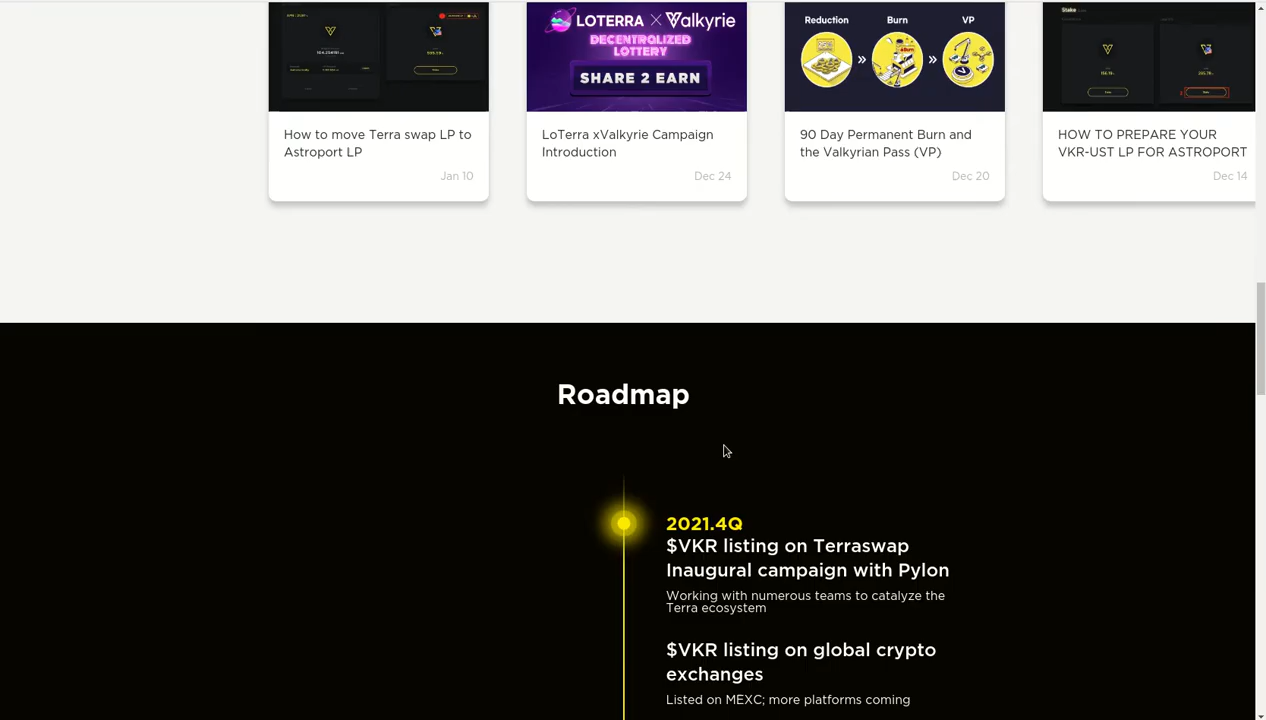 LOTERRA X Valkyrie
DECENTRALIZED
LOTTERY
SHARE 2 EARN
Reduction Burn VP
Stake
How to move Terra swap LP to
Astroport LP
Jan 10
LoTerra xValkyrie Campaign
Introduction
Dec 24
90 Day Permanent Burn and
the Valkyrian Pass (VP)
Dec 20
HOW TO PREPARE YOUR
VKR-UST LP FOR ASTROPORT
Dec 14
Roadmap
2021.4Q
$VKR listing on Terraswap
Inaugural campaign with Pylon
Working with numerous teams to catalyze the
Terra ecosystem
$VKR listing on global crypto
exchanges
Listed on MEXC; more platforms coming